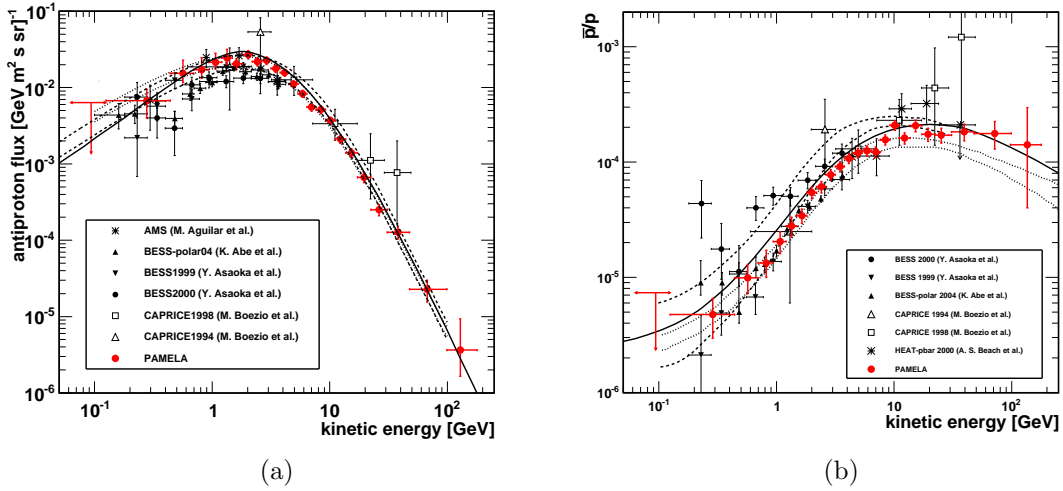 antiproton flux [GeV m² s sr]⁻¹
10⁻¹
10⁻²
10⁻³
10⁻⁴
10⁻⁵
10⁻⁶
AMS (M. Aguilar et al.)
BESS-polar04 (K. Abe et al.)
BESS1999 (Y. Asaoka et al.)
BESS2000 (Y. Asaoka et al.)
CAPRICE1998 (M. Boezio et al.)
CAPRICE1994 (M. Boezio et al.)
PAMELA
10⁻¹ 1 10 10²
kinetic energy [GeV]
(a)
p̅/p
10⁻³
10⁻⁴
10⁻⁵
10⁻⁶
BESS 2000 (Y. Asaoka et al.)
BESS 1999 (Y. Asaoka et al.)
BESS-polar 2004 (K. Abe et al.)
CAPRICE 1994 (M. Boezio et al.)
CAPRICE 1998 (M. Boezio et al.)
HEAT-pbar 2000 (A. S. Beach et al.)
PAMELA
10⁻¹ 1 10 10²
kinetic energy [GeV]
(b)